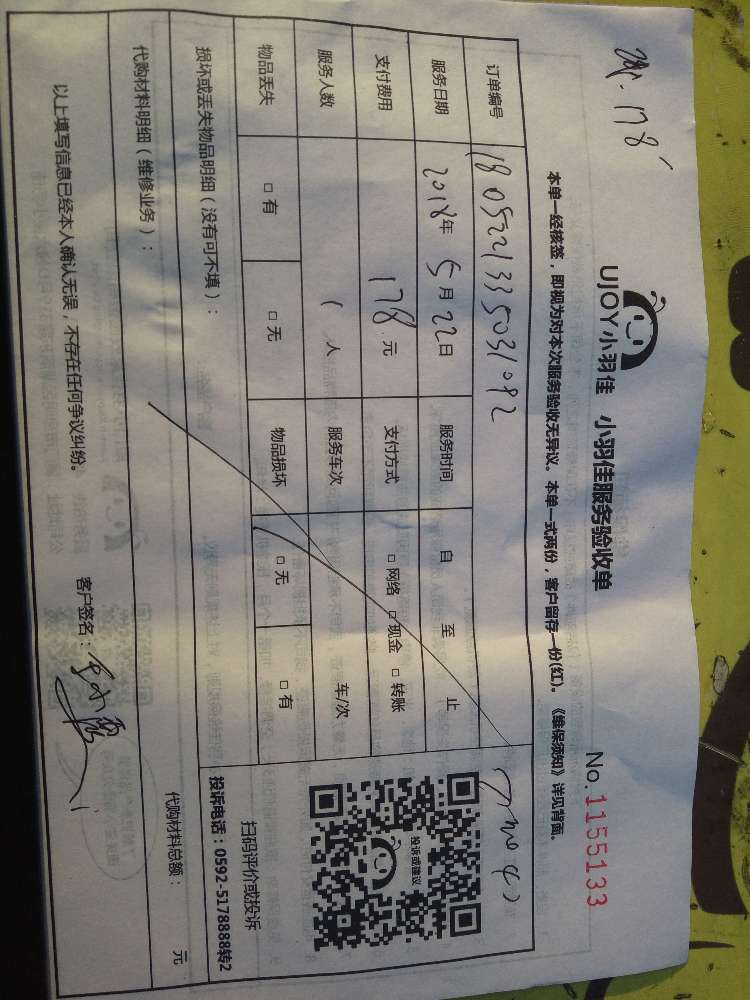 178
UJOY小羽佳 小羽佳服务验收单
No.1155133
本单一经核签，即视为对本次服务验收无异议。本单一式两份，客户留存一份(红)。《维保须知》详见背面。
订单编号 1805221335031092
服务日期 2018年 5月 22日 服务时间 自 至 止
支付费用 178元 支付方式 □ 网络 □ 现金 □ 转账
服务人数 1 人 服务车次 车/次
物品丢失 □ 有 □ 无 物品损坏 □ 无 □ 有
投诉或建议
扫码评价或投诉
投诉电话：0592-5178888转2
损坏或丢失物品明细（没有可不填）：
代购材料明细（维修业务）： 代购材料总额： 元
以上填写信息已经本人确认无误，不存在任何争议纠纷。 客户签名：